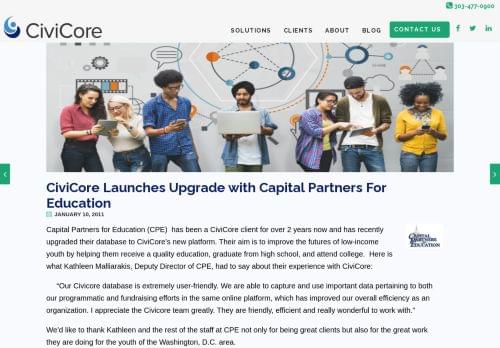 303-477-0900
CiviCore
SOLUTIONS CLIENTS ABOUT BLOG CONTACT US
CiviCore Launches Upgrade with Capital Partners For
Education
JANUARY 10, 2011
Capital Partners for Education (CPE)  has been a CiviCore client for over 2 years now and has recently
upgraded their database to CiviCore's new platform. Their aim is to improve the futures of low-income
youth by helping them receive a quality education, graduate from high school, and attend college.  Here is
what Kathleen Malliarakis, Deputy Director of CPE, had to say about their experience with CiviCore:
CAPITAL
PARTNERS
for
EDUCATION
“Our Civicore database is extremely user-friendly. We are able to capture and use important data pertaining to both
our programmatic and fundraising efforts in the same online platform, which has improved our overall efficiency as an
organization. I appreciate the Civicore team greatly. They are friendly, efficient and really wonderful to work with.”
We'd like to thank Kathleen and the rest of the staff at CPE not only for being great clients but also for the great work
they are doing for the youth of the Washington, D.C. area.